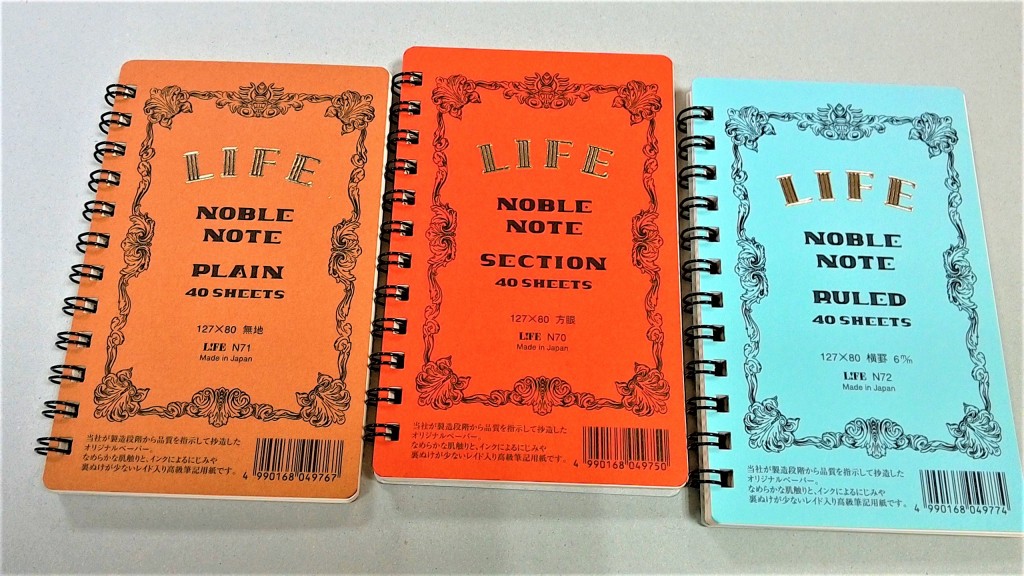 LIFE
NOBLE
NOTE
PLAIN
40 SHEETS
127×80 無地
LIFE N71
Made in Japan
当社が製造段階から品質を指示して抄造した
オリジナルペーパー。
なめらかな肌触りと、インクによるにじみや
裏ぬけが少ないレイド入り高級筆記用紙です。
4 990168 049767
LIFE
NOBLE
NOTE
SECTION
40 SHEETS
127×80 方眼
LIFE N70
Made in Japan
当社が製造段階から品質を指示して抄造した
オリジナルペーパー。
なめらかな肌触りと、インクによるにじみや
裏ぬけが少ないレイド入り高級筆記用紙です。
4 990168 049750
LIFE
NOBLE
NOTE
RULED
40 SHEETS
127×80 横罫 6m/m
LIFE N72
Made in Japan
当社が製造段階から品質を指示して抄造した
オリジナルペーパー。
なめらかな肌触りと、インクによるにじみや
裏ぬけが少ないレイド入り高級筆記用紙です。
4 990168 049774